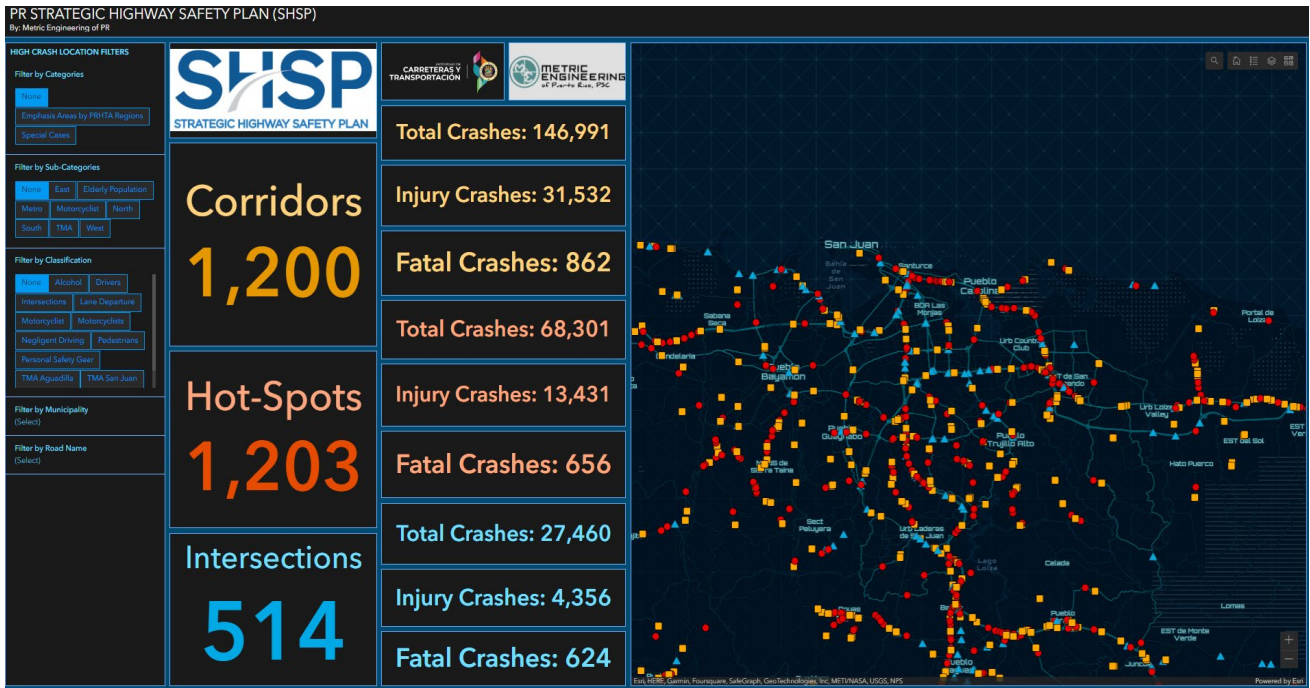 PR STRATEGIC HIGHWAY SAFETY PLAN (SHSP)
By: Metric Engineering of PR
HIGH CRASH LOCATION FILTERS
Filter by Categories
None
Emphasis Areas by PRHTA Regions
Special Cases
Filter by Sub-Categories
None East Elderly Population
Metro Motorcyclist North
South TMA West
Filter by Classification
None Alcohol Drivers
Intersections Lane Departure
Motorcyclist Motorcyclists
Negligent Driving Pedestrians
Personal Safety Gear
TMA Aguadilla TMA San Juan
Filter by Municipality
(Select)
Filter by Road Name
(Select)
SHSP
STRATEGIC HIGHWAY SAFETY PLAN
Corridors
1,200
Hot-Spots
1,203
Intersections
514
CARRETERAS Y
TRANSPORTACIÓN
METRIC
ENGINEERING
of Puerto Rico, PSC
Total Crashes: 146,991
Injury Crashes: 31,532
Fatal Crashes: 862
Total Crashes: 68,301
Injury Crashes: 13,431
Fatal Crashes: 656
Total Crashes: 27,460
Injury Crashes: 4,356
Fatal Crashes: 624
San Juan
Bahía
de
San
Juan
Santurce
Pueblo
Carolina
Sabana
Seca
BDA Las
Monjas
Portal de
Loiza
Urb Country
Club
Pueblo
Bayamon
Urb Loiza
Valley
EST Del Sol
EST
Pueblo
Trujillo Alto
Hato Puerco
Sect
Peluyera
Urb Laderas
de San Juan
Lago
Loiza
Celada
Lomas
Pueblo
EST de Monte
Verde
Esri, HERE, Garmin, Foursquare, SafeGraph, GeoTechnologies, Inc, METI/NASA, USGS, NPS
Powered by Esri